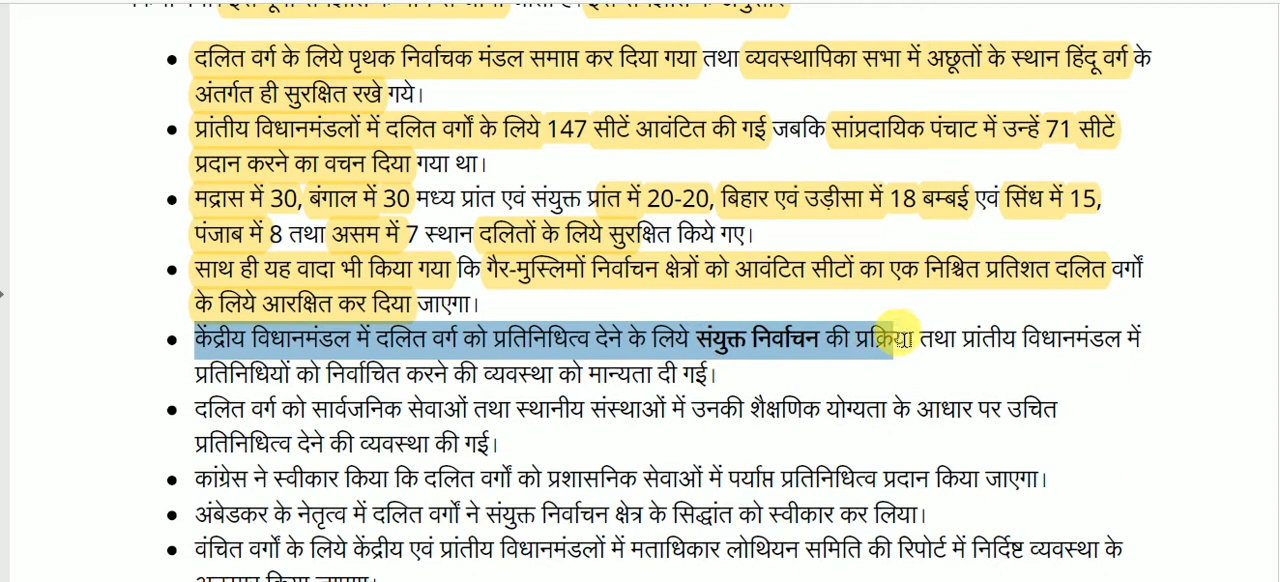 दलित वर्ग के लिये पृथक निर्वाचक मंडल समाप्त कर दिया गया तथा व्यवस्थापिका सभा में अछूतों के स्थान हिंदू वर्ग के
अंतर्गत ही सुरक्षित रखे गये।
प्रांतीय विधानमंडलों में दलित वर्गों के लिये 147 सीटें आवंटित की गई जबकि सांप्रदायिक पंचाट में उन्हें 71 सीटें
प्रदान करने का वचन दिया गया था।
मद्रास में 30, बंगाल में 30 मध्य प्रांत एवं संयुक्त प्रांत में 20-20, बिहार एवं उड़ीसा में 18 बम्बई एवं सिंध में 15,
पंजाब में 8 तथा असम में 7 स्थान दलितों के लिये सुरक्षित किये गए।
साथ ही यह वादा भी किया गया कि गैर-मुस्लिमों निर्वाचन क्षेत्रों को आवंटित सीटों का एक निश्चित प्रतिशत दलित वर्गों
के लिये आरक्षित कर दिया जाएगा।
केंद्रीय विधानमंडल में दलित वर्ग को प्रतिनिधित्व देने के लिये संयुक्त निर्वाचन की प्रक्रिया तथा प्रांतीय विधानमंडल में
प्रतिनिधियों को निर्वाचित करने की व्यवस्था को मान्यता दी गई।
दलित वर्ग को सार्वजनिक सेवाओं तथा स्थानीय संस्थाओं में उनकी शैक्षणिक योग्यता के आधार पर उचित
प्रतिनिधित्व देने की व्यवस्था की गई।
कांग्रेस ने स्वीकार किया कि दलित वर्गों को प्रशासनिक सेवाओं में पर्याप्त प्रतिनिधित्व प्रदान किया जाएगा।
अंबेडकर के नेतृत्व में दलित वर्गों ने संयुक्त निर्वाचन क्षेत्र के सिद्धांत को स्वीकार कर लिया।
वंचित वर्गों के लिये केंद्रीय एवं प्रांतीय विधानमंडलों में मताधिकार लोथियन समिति की रिपोर्ट में निर्दिष्ट व्यवस्था के